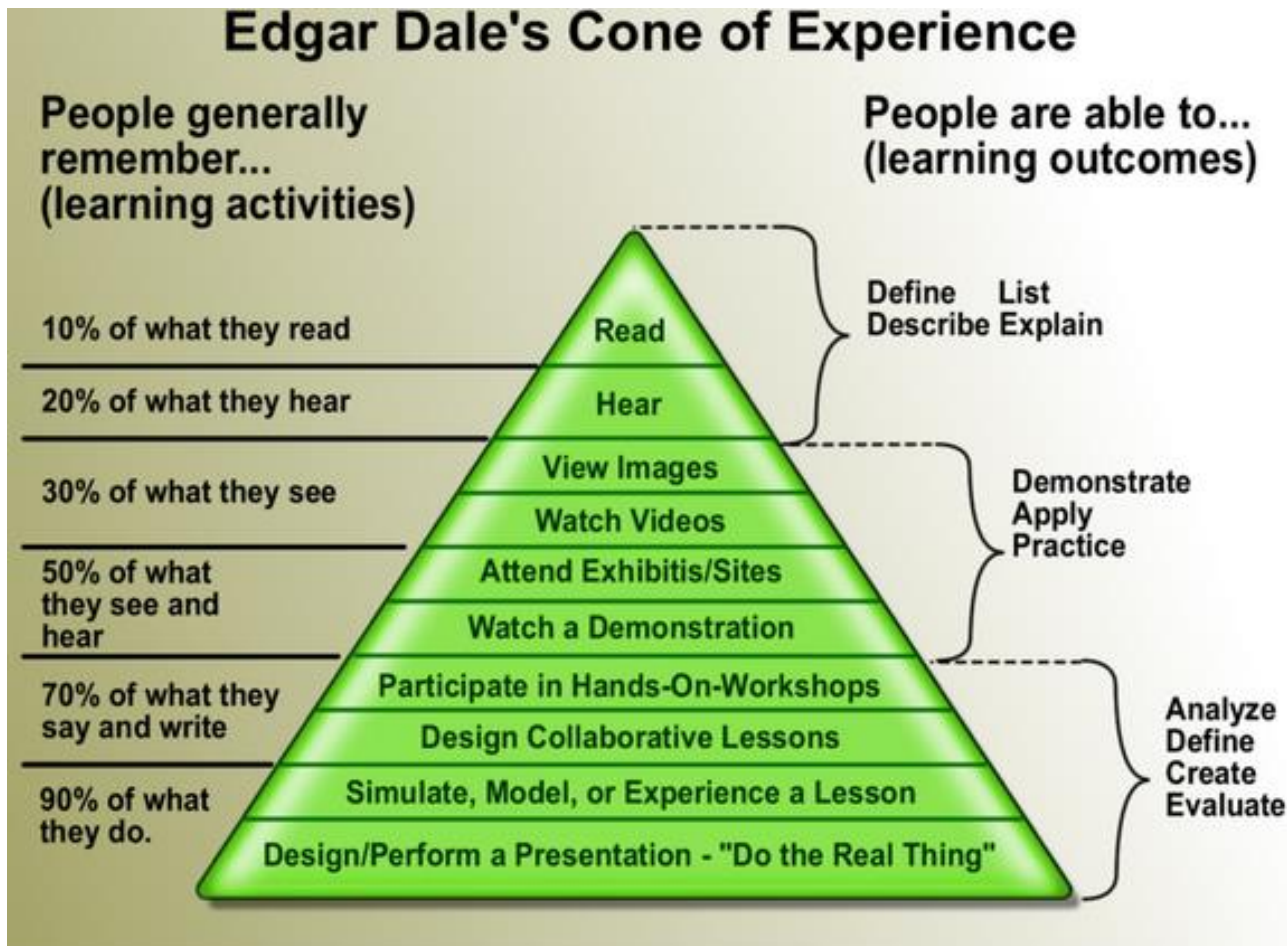 Edgar Dale's Cone of Experience
People generally
remember...
(learning activities)
People are able to...
(learning outcomes)
10% of what they read
20% of what they hear
30% of what they see
50% of what
they see and
hear
70% of what they
say and write
90% of what
they do.
Read
Hear
View Images
Watch Videos
Attend Exhibitis/Sites
Watch a Demonstration
Participate in Hands-On-Workshops
Design Collaborative Lessons
Simulate, Model, or Experience a Lesson
Design/Perform a Presentation - "Do the Real Thing"
Define List
Describe Explain
Demonstrate
Apply
Practice
Analyze
Define
Create
Evaluate